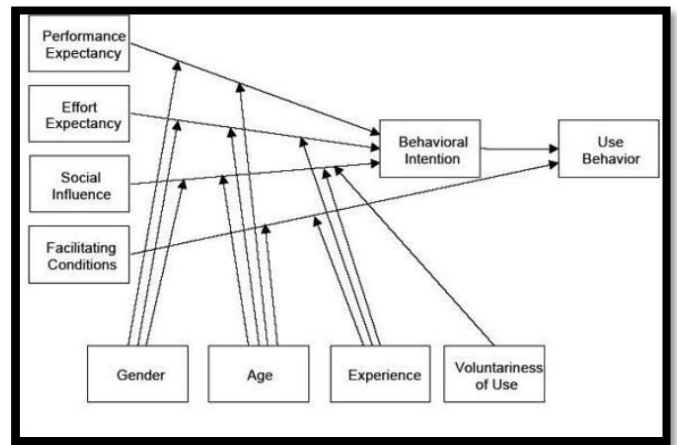 Performance
Expectancy
Effort
Expectancy
Social
Influence
Facilitating
Conditions
Behavioral
Intention
Use
Behavior
Gender
Age
Experience
Voluntariness
of Use